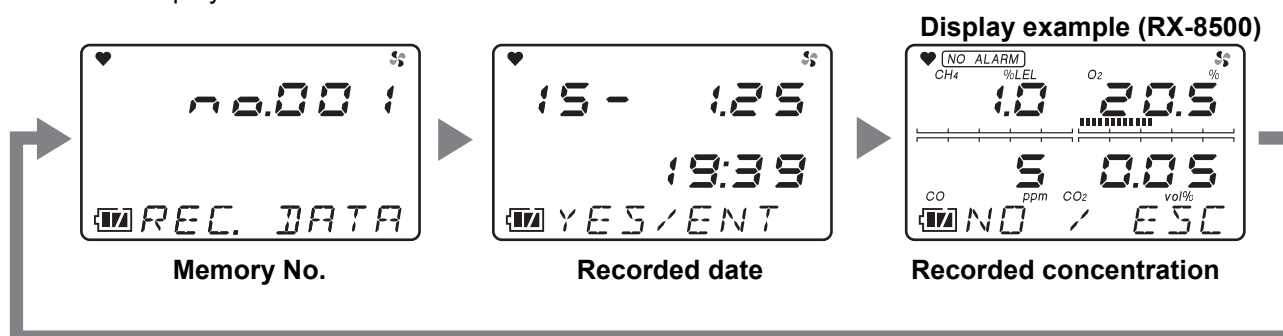 Display example (RX-8500)
no.001
REC. DATA
Memory No.
15- 1.25
19:39
YES/ENT
Recorded date
NO ALARM
CH4 %LEL O2 %
1.0 20.5
5 0.05
CO ppm CO2 vol%
NO / ESC
Recorded concentration